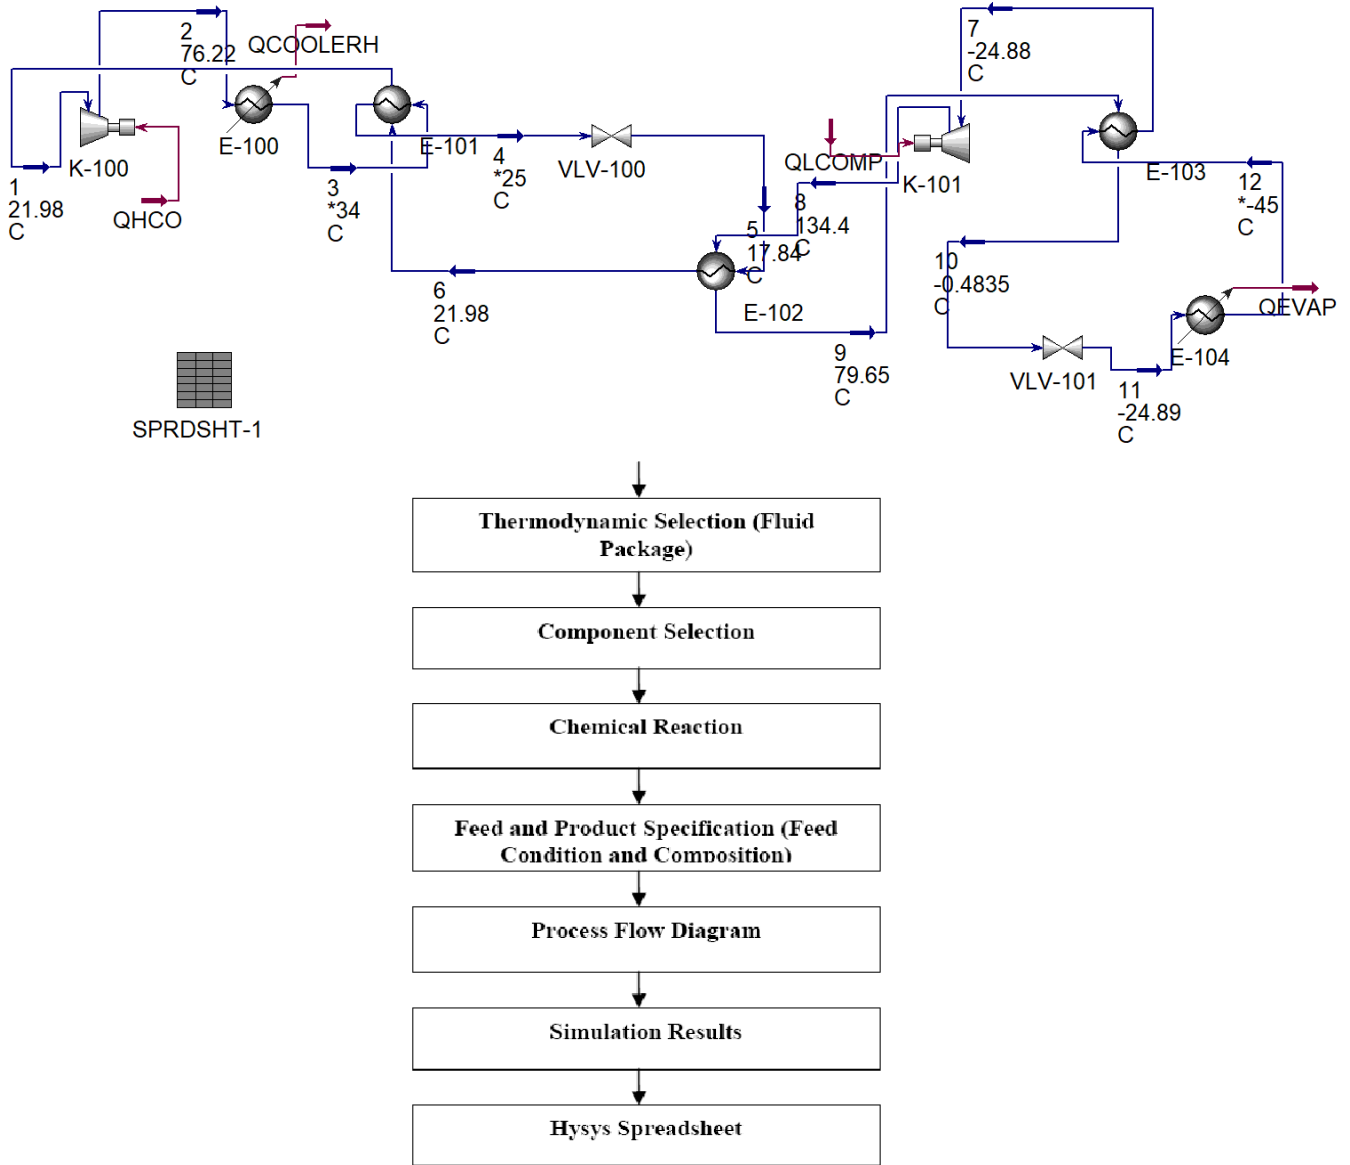 2
76.22
C
QCOOLERH
7
-24.88
C
E-100
E-101
K-100
4
*25
C
VLV-100
QLCOMP
K-101
E-103
1
21.98
C
QHCO
3
*34
C
12
*-45
C
8
134.4
C
5
17.84
C
10
-0.4835
C
6
21.98
C
E-102
QEVAP
9
79.65
C
VLV-101
E-104
11
-24.89
C
SPRDSHT-1
Thermodynamic Selection (Fluid
Package)
Component Selection
Chemical Reaction
Feed and Product Specification (Feed
Condition and Composition)
Process Flow Diagram
Simulation Results
Hysys Spreadsheet